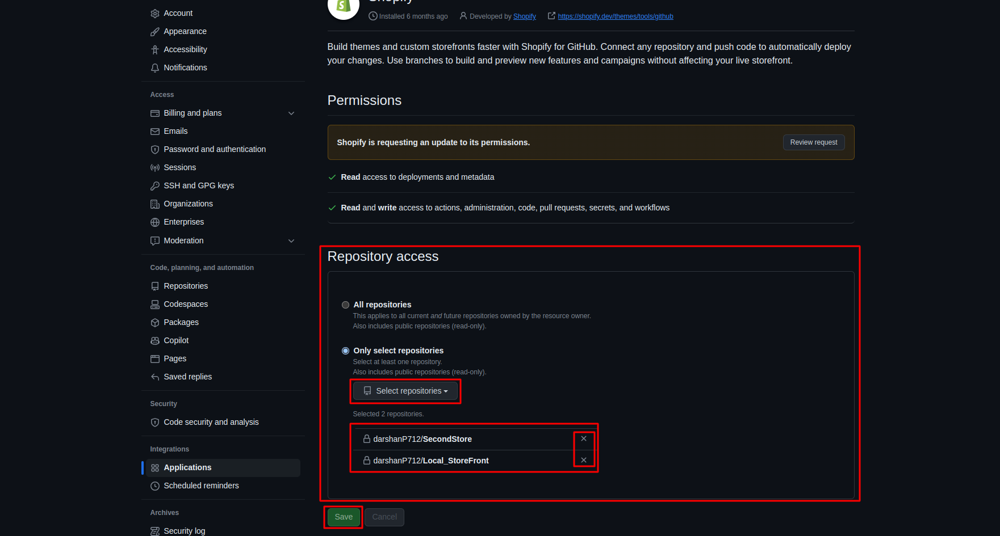 Account
Appearance
Accessibility
Notifications
Access
Billing and plans
Emails
Password and authentication
Sessions
SSH and GPG keys
Organizations
Enterprises
Moderation
Code, planning, and automation
Repositories
Codespaces
Packages
Copilot
Pages
Saved replies
Security
Code security and analysis
Integrations
Applications
Scheduled reminders
Archives
Security log
Shopify
Installed 6 months ago Developed by Shopify https://shopify.dev/themes/tools/github
Build themes and custom storefronts faster with Shopify for GitHub. Connect any repository and push code to automatically deploy
your changes. Use branches to build and preview new features and campaigns without affecting your live storefront.
Permissions
Shopify is requesting an update to its permissions. Review request
Read access to deployments and metadata
Read and write access to actions, administration, code, pull requests, secrets, and workflows
Repository access
All repositories
This applies to all current and future repositories owned by the resource owner.
Also includes public repositories (read-only).
Only select repositories
Select at least one repository.
Also includes public repositories (read-only).
Select repositories
Selected 2 repositories.
darshanP712/SecondStore
darshanP712/Local_StoreFront
Save Cancel